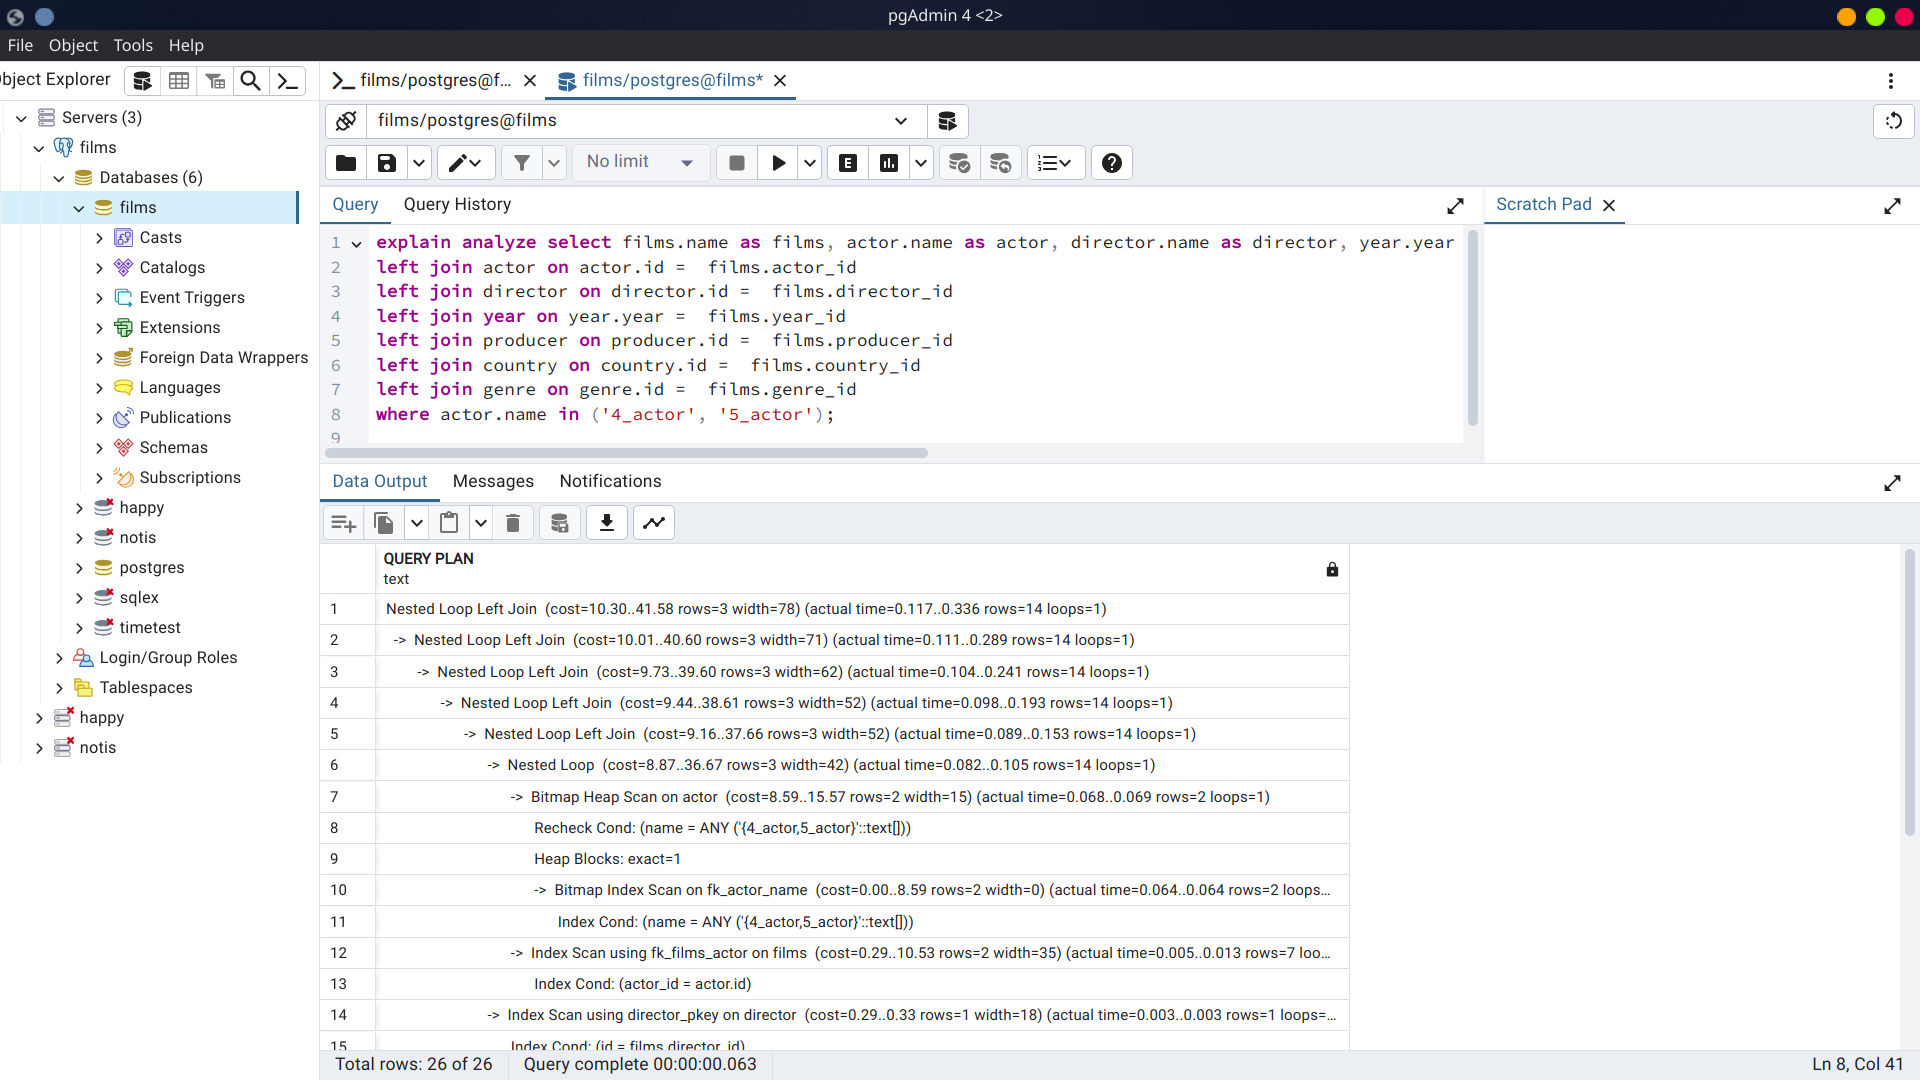 pgAdmin 4 <2>
File Object Tools Help
bject Explorer
films/postgres@f...
films/postgres@films*
Servers (3)
films
Databases (6)
films
Casts
Catalogs
Event Triggers
Extensions
Foreign Data Wrappers
Languages
Publications
Schemas
Subscriptions
happy
notis
postgres
sqlex
timetest
Login/Group Roles
Tablespaces
happy
notis
films/postgres@films
No limit
E
Query Query History
Scratch Pad
1 explain analyze select films.name as films, actor.name as actor, director.name as director, year.year
2 left join actor on actor.id =  films.actor_id
3 left join director on director.id =  films.director_id
4 left join year on year.year =  films.year_id
5 left join producer on producer.id =  films.producer_id
6 left join country on country.id =  films.country_id
7 left join genre on genre.id =  films.genre_id
8 where actor.name in ('4_actor', '5_actor');
9
Data Output Messages Notifications
QUERY PLAN
text
1 Nested Loop Left Join (cost=10.30..41.58 rows=3 width=78) (actual time=0.117..0.336 rows=14 loops=1)
2 -> Nested Loop Left Join (cost=10.01..40.60 rows=3 width=71) (actual time=0.111..0.289 rows=14 loops=1)
3 -> Nested Loop Left Join (cost=9.73..39.60 rows=3 width=62) (actual time=0.104..0.241 rows=14 loops=1)
4 -> Nested Loop Left Join (cost=9.44..38.61 rows=3 width=52) (actual time=0.098..0.193 rows=14 loops=1)
5 -> Nested Loop Left Join (cost=9.16..37.66 rows=3 width=52) (actual time=0.089..0.153 rows=14 loops=1)
6 -> Nested Loop (cost=8.87..36.67 rows=3 width=42) (actual time=0.082..0.105 rows=14 loops=1)
7 -> Bitmap Heap Scan on actor (cost=8.59..15.57 rows=2 width=15) (actual time=0.068..0.069 rows=2 loops=1)
8 Recheck Cond: (name = ANY ('{4_actor,5_actor}'::text[]))
9 Heap Blocks: exact=1
10 -> Bitmap Index Scan on fk_actor_name (cost=0.00..8.59 rows=2 width=0) (actual time=0.064..0.064 rows=2 loops...
11 Index Cond: (name = ANY ('{4_actor,5_actor}'::text[]))
12 -> Index Scan using fk_films_actor on films (cost=0.29..10.53 rows=2 width=35) (actual time=0.005..0.013 rows=7 loo...
13 Index Cond: (actor_id = actor.id)
14 -> Index Scan using director_pkey on director (cost=0.29..0.33 rows=1 width=18) (actual time=0.003..0.003 rows=1 loops=...
15 Index Cond: (id = films.director_id)
Total rows: 26 of 26 Query complete 00:00:00.063 Ln 8, Col 41